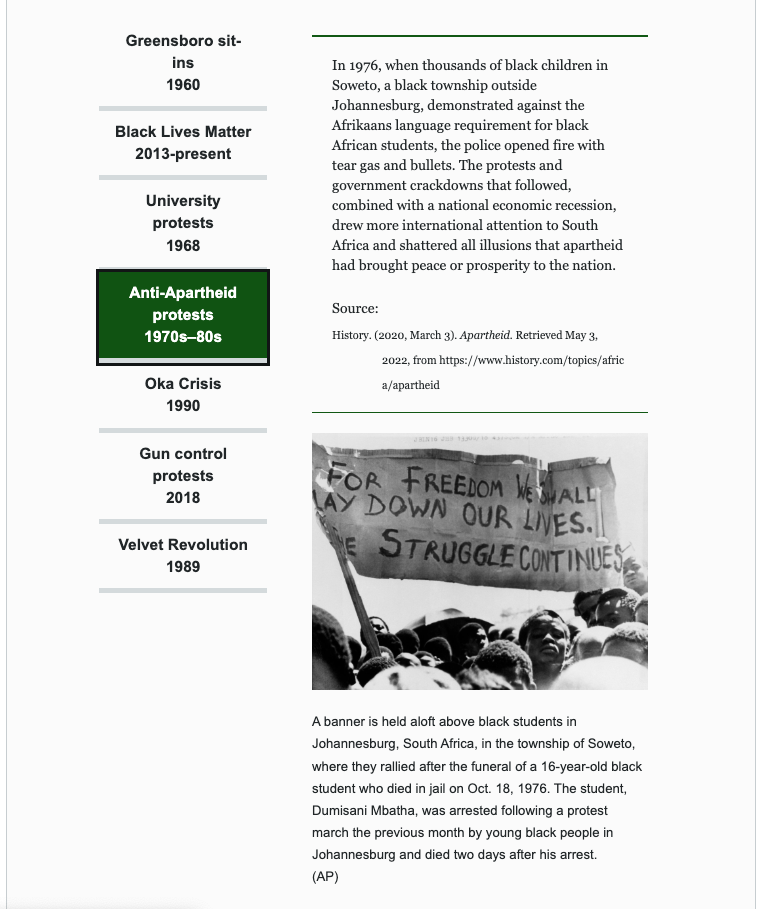 Greensboro sit-
ins
1960
Black Lives Matter
2013-present
University
protests
1968
Anti-Apartheid
protests
1970s–80s
Oka Crisis
1990
Gun control
protests
2018
Velvet Revolution
1989
In 1976, when thousands of black children in
Soweto, a black township outside
Johannesburg, demonstrated against the
Afrikaans language requirement for black
African students, the police opened fire with
tear gas and bullets. The protests and
government crackdowns that followed,
combined with a national economic recession,
drew more international attention to South
Africa and shattered all illusions that apartheid
had brought peace or prosperity to the nation.
Source:
History. (2020, March 3). Apartheid. Retrieved May 3,
2022, from https://www.history.com/topics/afric
a/apartheid
FOR FREEDOM WE SHALL
LAY DOWN OUR LIVES.
STRUGGLE CONTINUES
A banner is held aloft above black students in
Johannesburg, South Africa, in the township of Soweto,
where they rallied after the funeral of a 16-year-old black
student who died in jail on Oct. 18, 1976. The student,
Dumisani Mbatha, was arrested following a protest
march the previous month by young black people in
Johannesburg and died two days after his arrest.
(AP)